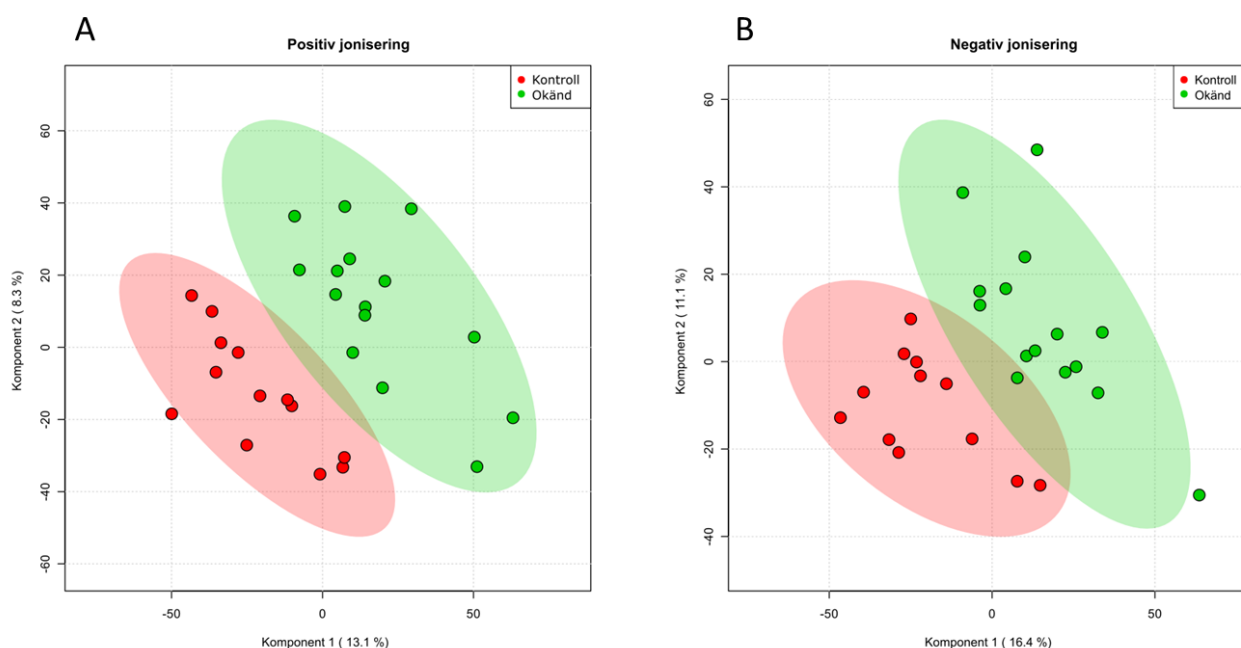 A
Positiv jonisering
Kontroll
Okänd
60
40
20
0
-20
-40
-60
Komponent 2 ( 8.3 %)
-50
0
50
Komponent 1 ( 13.1 %)
B
Negativ jonisering
Kontroll
Okänd
60
40
20
0
-20
-40
Komponent 2 ( 11.1 %)
-50
0
50
Komponent 1 ( 16.4 %)